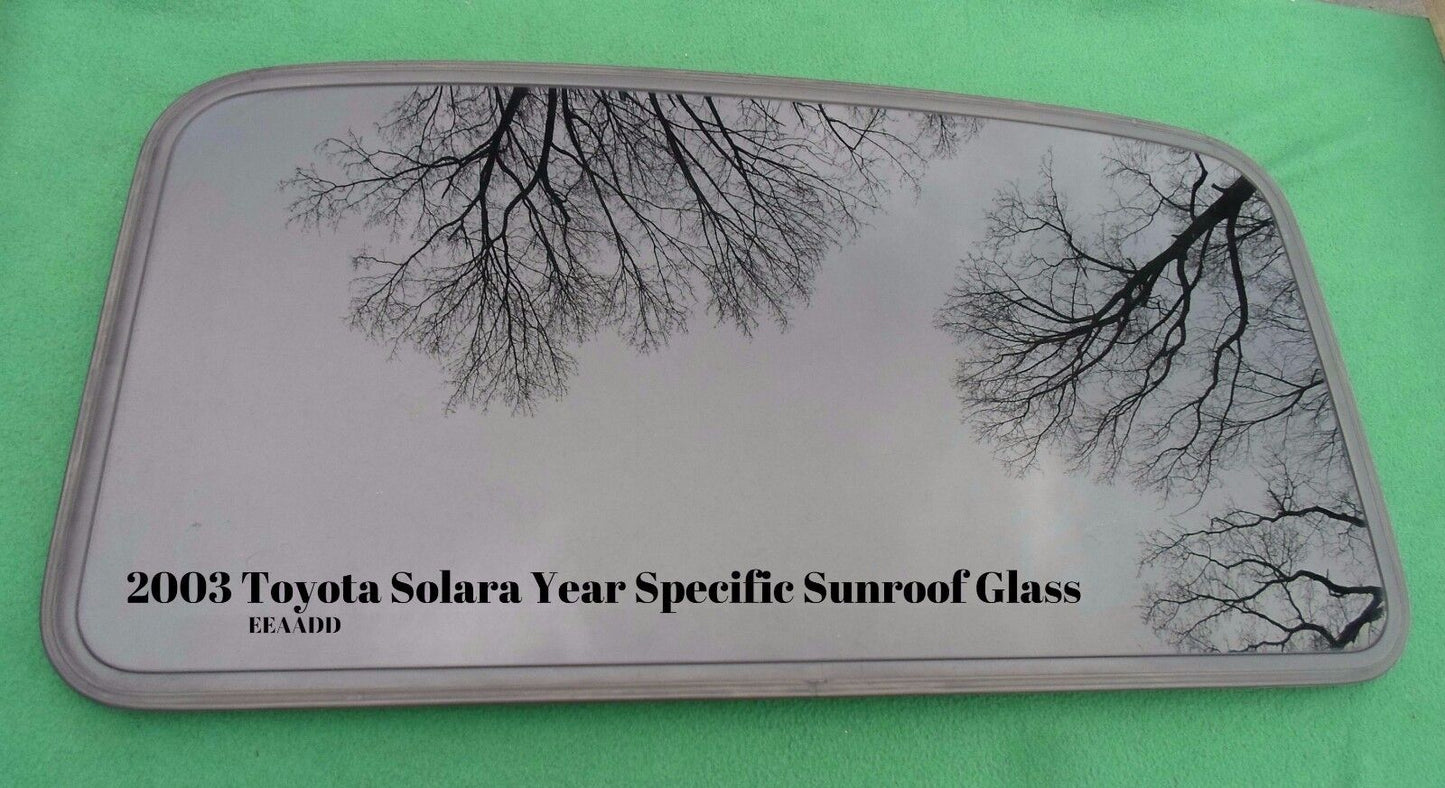 2003 Toyota Solara Year Specific Sunroof Glass
EEAADD